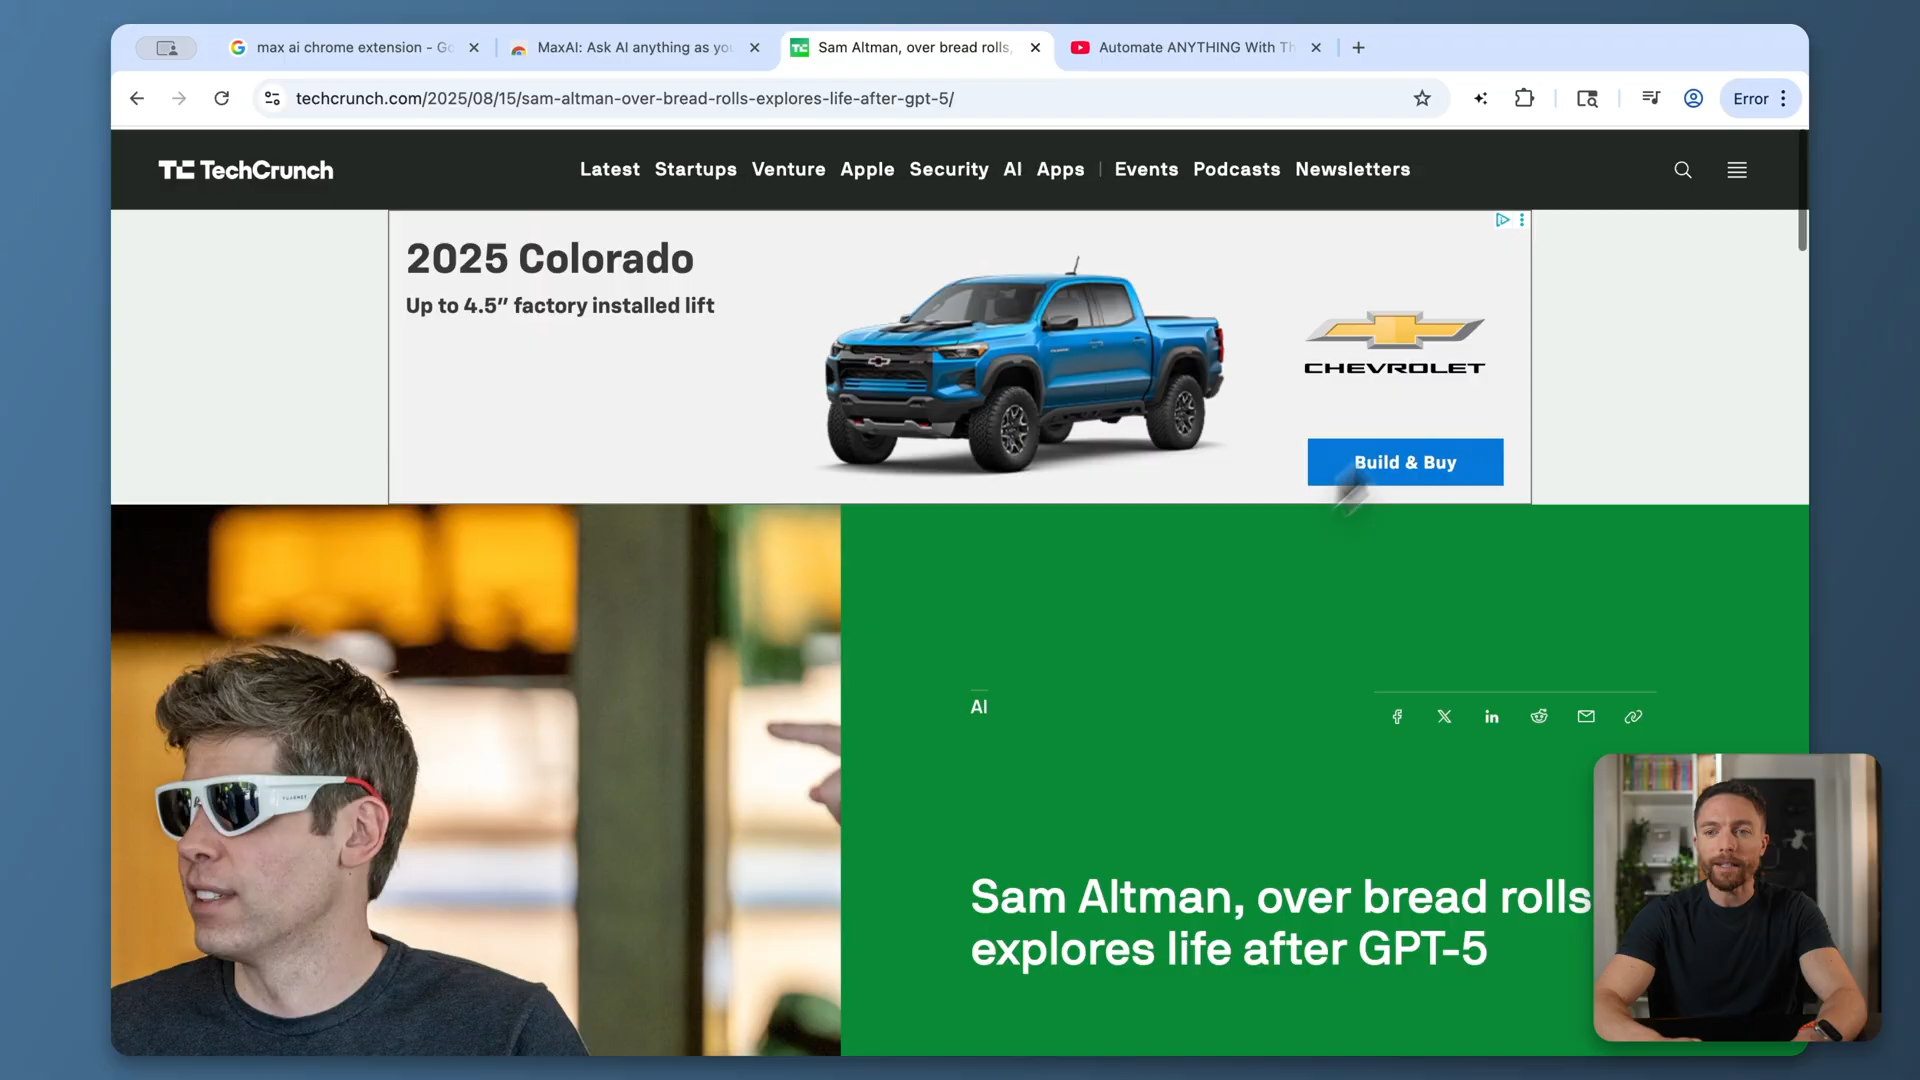 max ai chrome extension - Go
MaxAI: Ask AI anything as you
Sam Altman, over bread rolls,
Automate ANYTHING With Th
techcrunch.com/2025/08/15/sam-altman-over-bread-rolls-explores-life-after-gpt-5/
Error
TechCrunch
Latest Startups Venture Apple Security AI Apps | Events Podcasts Newsletters
2025 Colorado
Up to 4.5″ factory installed lift
CHEVROLET
Build & Buy
AI
Sam Altman, over bread rolls
explores life after GPT-5